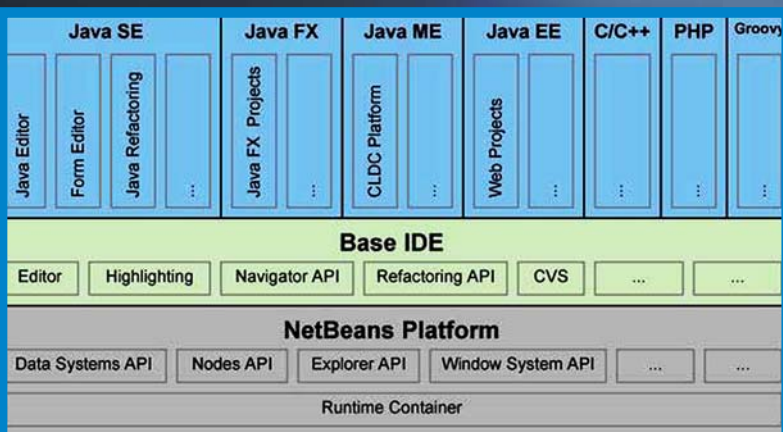 Java SE Java FX Java ME Java EE C/C++ PHP Groovy
Java Editor
Form Editor
Java Refactoring
...
Java FX Projects
...
CLDC Platform
...
Web Projects
...
...
...
...
Base IDE
Editor Highlighting Navigator API Refactoring API CVS ... ...
NetBeans Platform
Data Systems API Nodes API Explorer API Window System API ... ...
Runtime Container